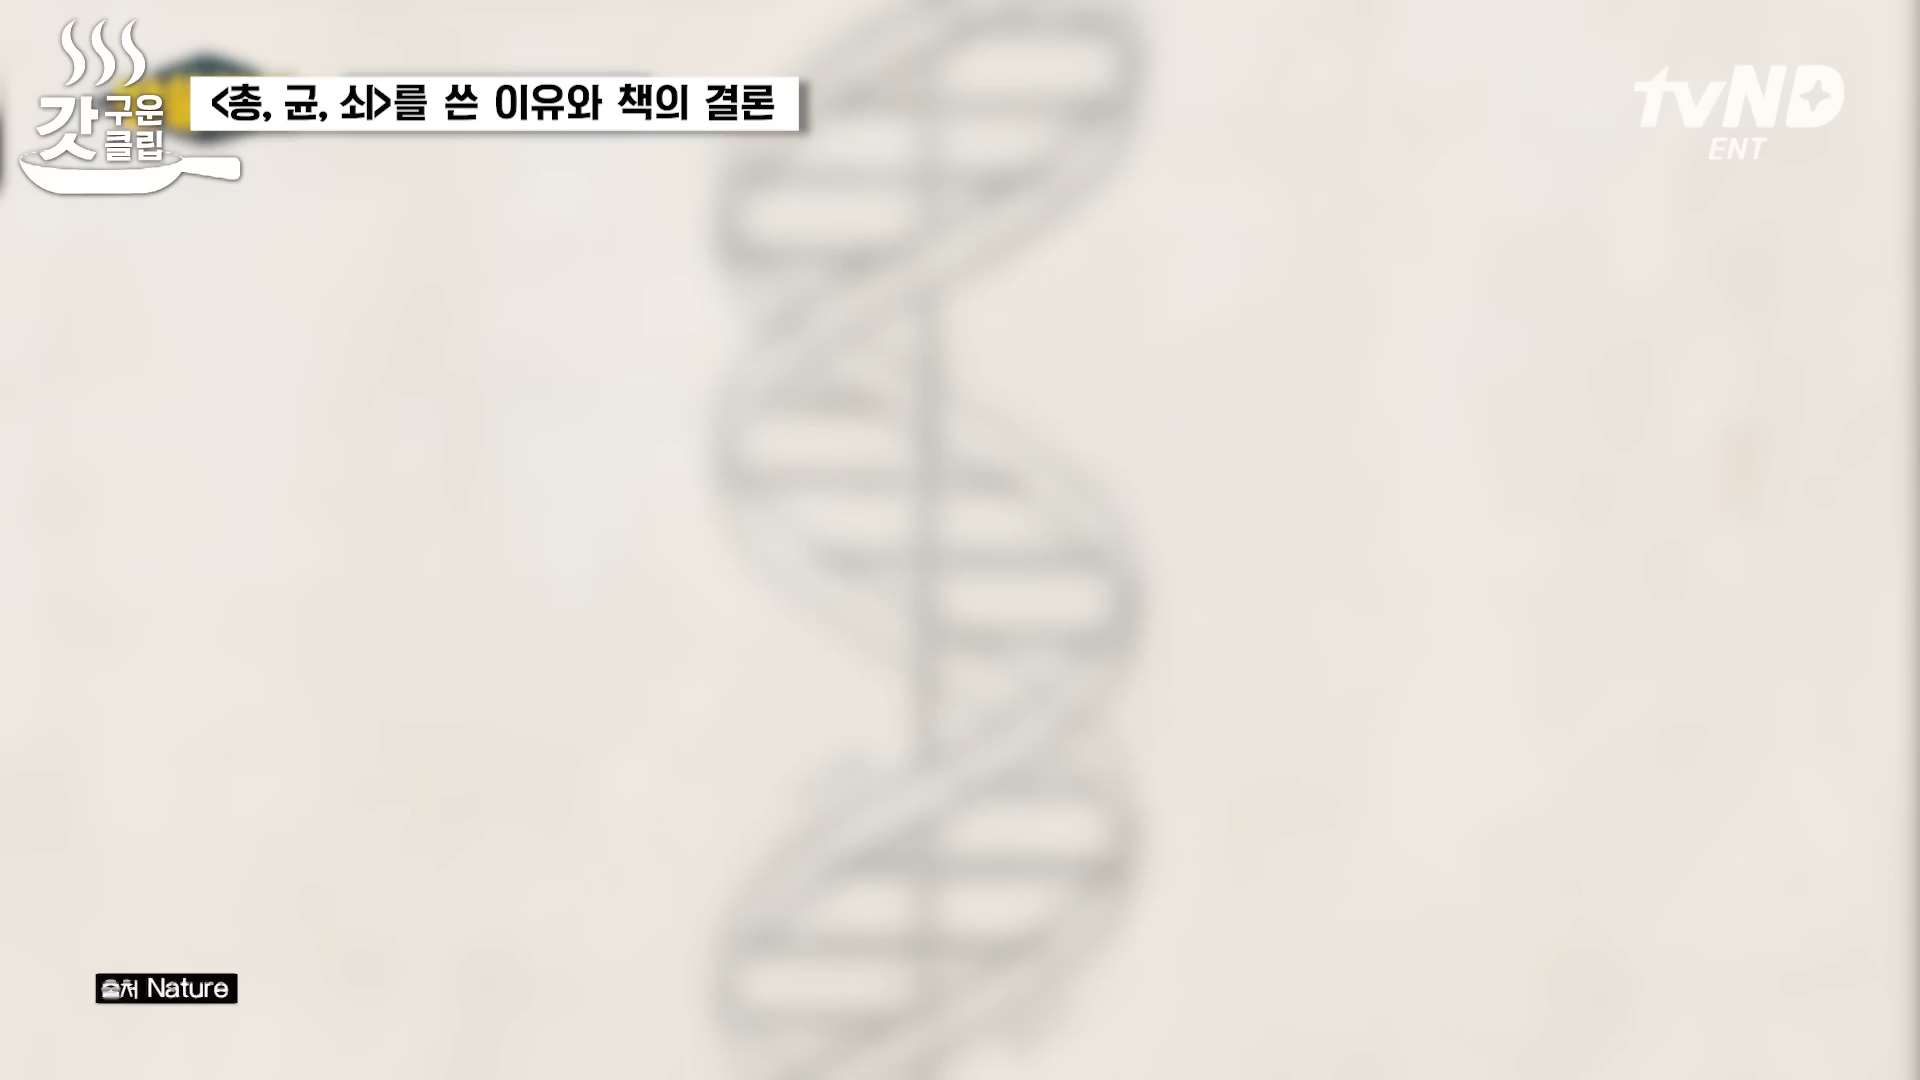 갓 구운
클립
<총, 균, 쇠>를 쓴 이유와 책의 결론
tvND
ENT
출처 Nature